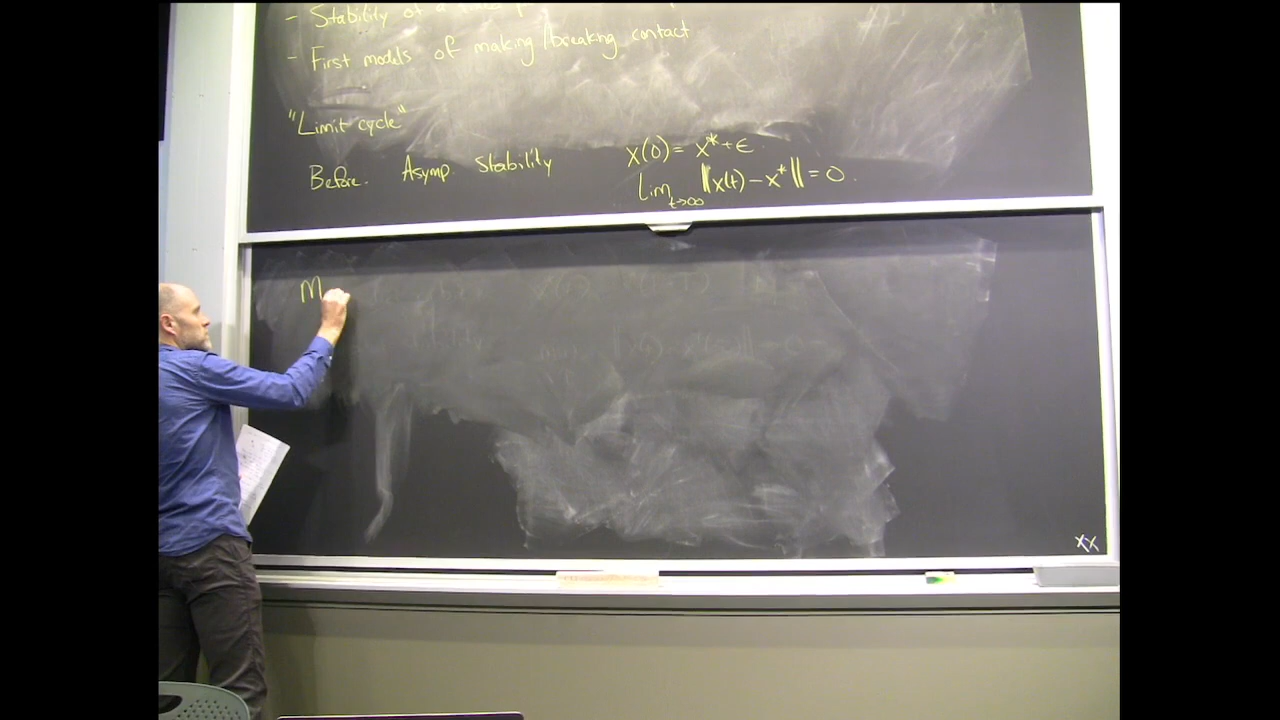 - Stability of a
- First models of making/breaking contact
"Limit cycle"
Before. Asymp. Stability x(0) = x* + ϵ
lim t→∞ ||x(t) - x*|| = 0.
M
xx